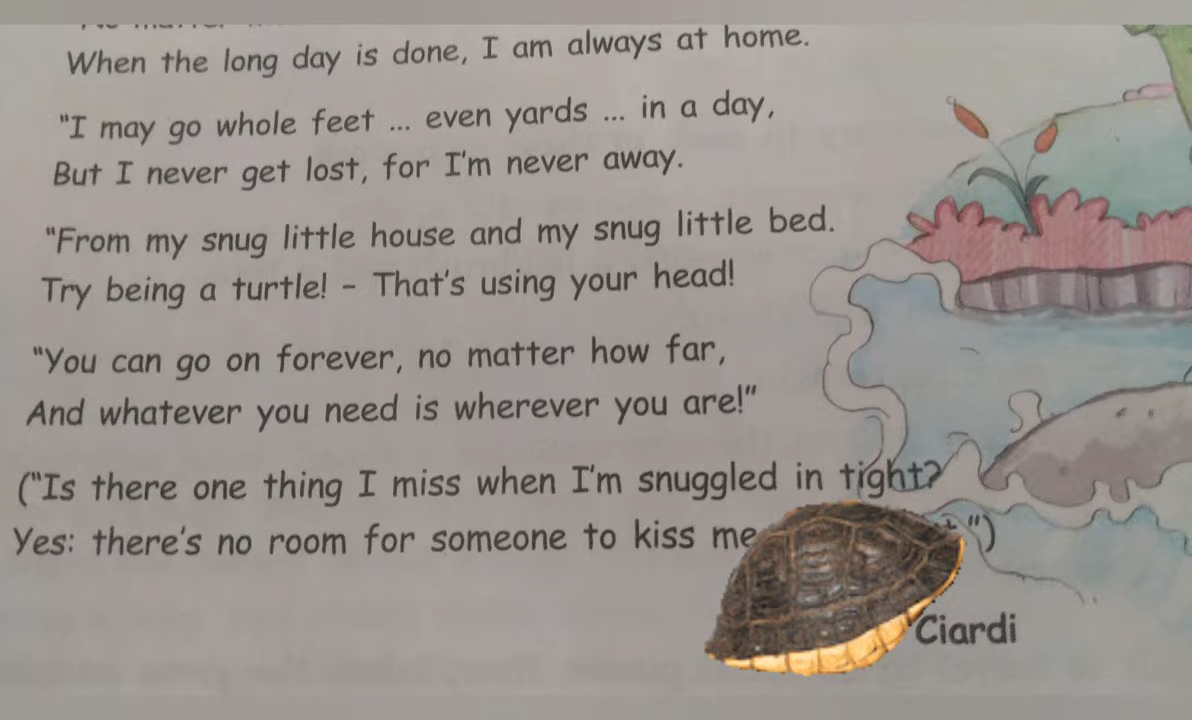 When the long day is done, I am always at home.
"I may go whole feet ... even yards ... in a day,
But I never get lost, for I'm never away.
"From my snug little house and my snug little bed.
Try being a turtle! – That's using your head!
"You can go on forever, no matter how far,
And whatever you need is wherever you are!"
("Is there one thing I miss when I'm snuggled in tight?
Yes: there's no room for someone to kiss me ")
Ciardi